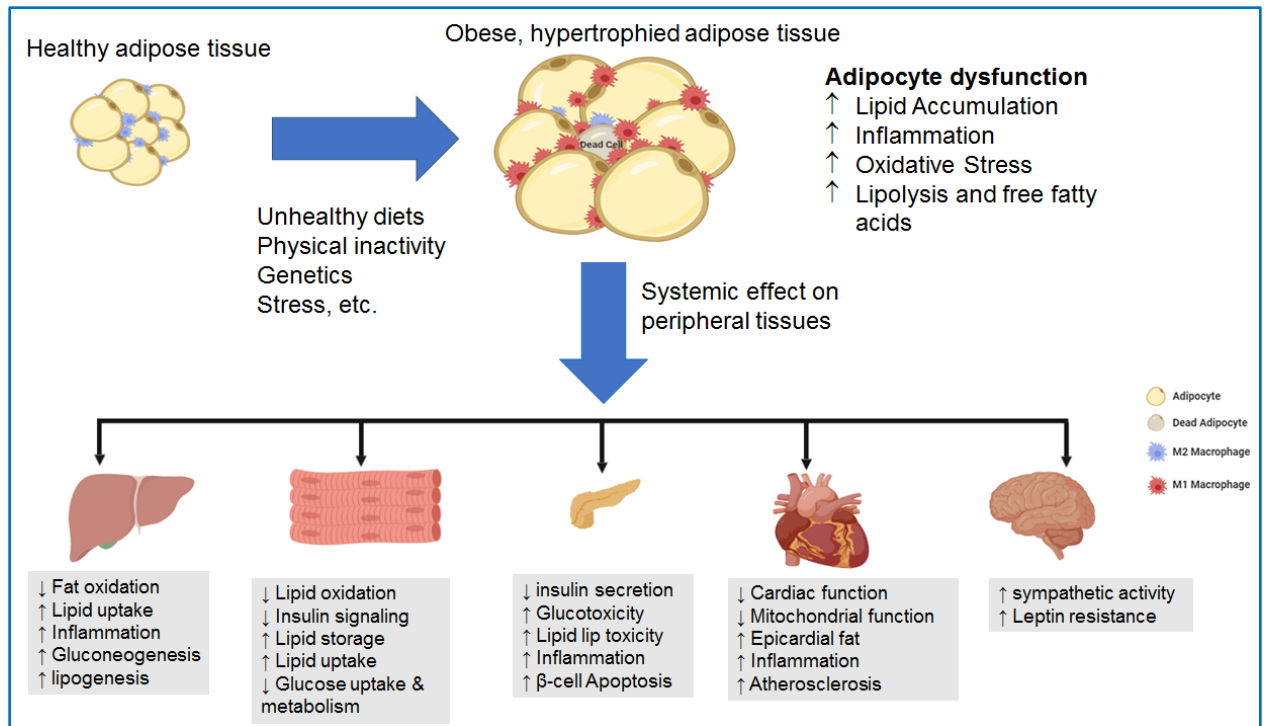 Healthy adipose tissue
Obese, hypertrophied adipose tissue
Dead Cell
Adipocyte dysfunction
↑ Lipid Accumulation
↑ Inflammation
↑ Oxidative Stress
↑ Lipolysis and free fatty
acids
Unhealthy diets
Physical inactivity
Genetics
Stress, etc.
Systemic effect on
peripheral tissues
Adipocyte
Dead Adipocyte
M2 Macrophage
M1 Macrophage
↓ Fat oxidation
↑ Lipid uptake
↑ Inflammation
↑ Gluconeogenesis
↑ lipogenesis
↓ Lipid oxidation
↓ Insulin signaling
↑ Lipid storage
↑ Lipid uptake
↓ Glucose uptake &
metabolism
↓ insulin secretion
↑ Glucotoxicity
↑ Lipid lip toxicity
↑ Inflammation
↑ β-cell Apoptosis
↓ Cardiac function
↓ Mitochondrial function
↑ Epicardial fat
↑ Inflammation
↑ Atherosclerosis
↑ sympathetic activity
↑ Leptin resistance